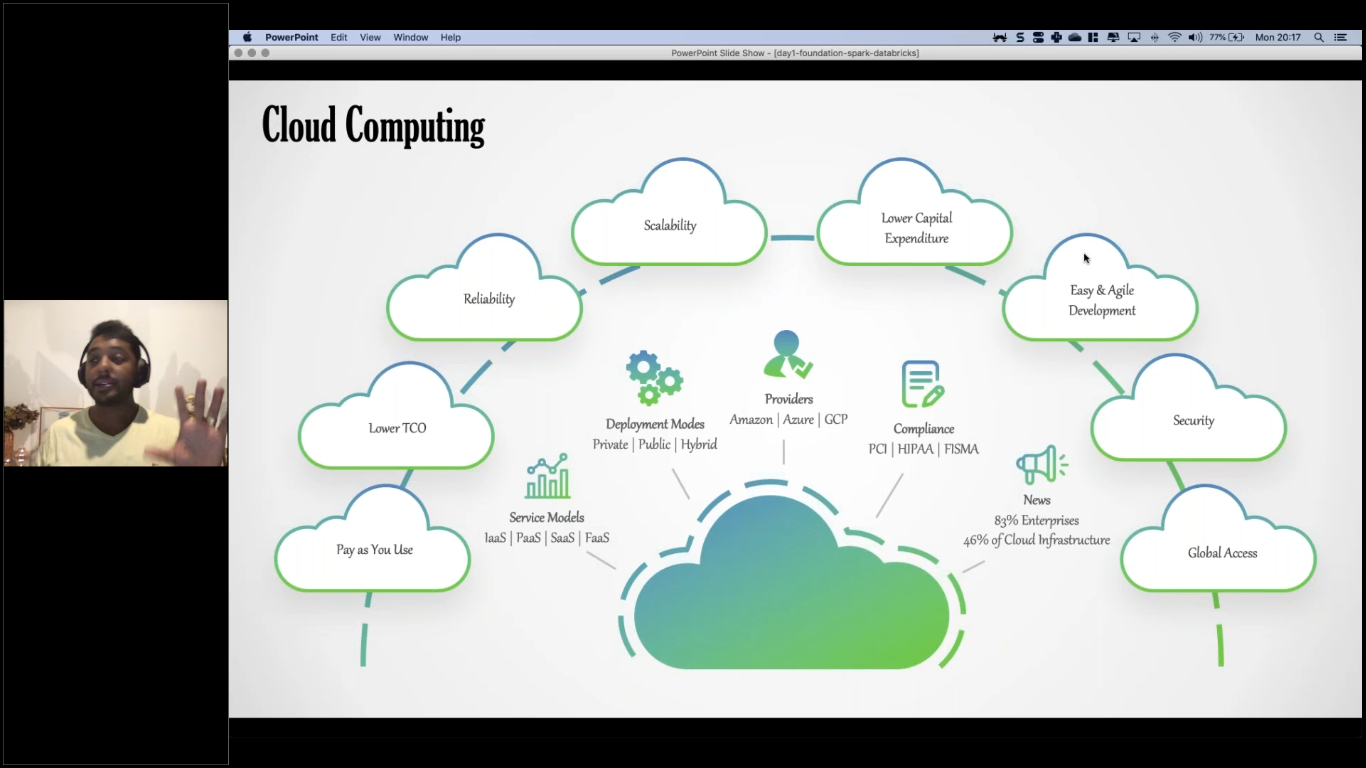 PowerPoint Edit View Window Help
77% Mon 20:17
PowerPoint Slide Show - [day1-foundation-spark-databricks]
Cloud Computing
Scalability
Lower Capital
Expenditure
Reliability
Easy & Agile
Development
Lower TCO
Security
Pay as You Use
Global Access
Service Models
IaaS | PaaS | SaaS | FaaS
Deployment Modes
Private | Public | Hybrid
Providers
Amazon | Azure | GCP
Compliance
PCI | HIPAA | FISMA
News
83% Enterprises
46% of Cloud Infrastructure